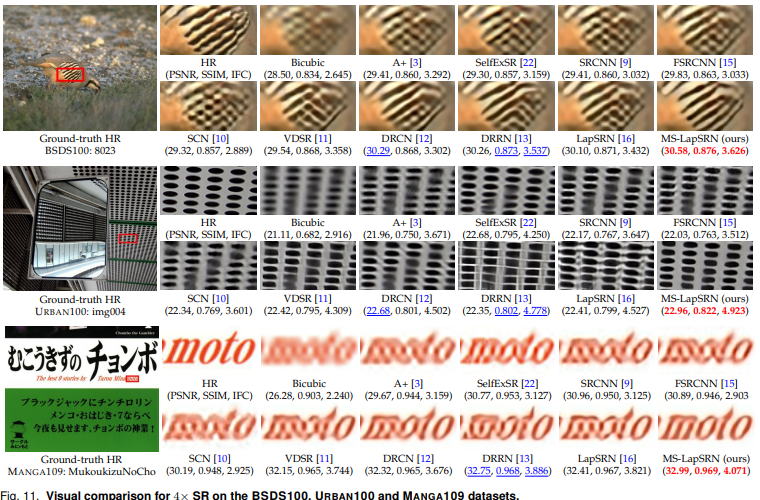 HR Bicubic A+ [3] SelfExSR [22] SRCNN [9] FSRCNN [15]
(PSNR, SSIM, IFC) (28.50, 0.834, 2.645) (29.41, 0.860, 3.292) (29.30, 0.857, 3.159) (29.41, 0.860, 3.032) (29.83, 0.863, 3.033)
Ground-truth HR SCN [10] VDSR [11] DRCN [12] DRRN [13] LapSRN [16] MS-LapSRN (ours)
BSDS100: 8023 (29.32, 0.857, 2.889) (29.54, 0.868, 3.358) (30.29, 0.868, 3.302) (30.26, 0.873, 3.537) (30.10, 0.871, 3.432) (30.58, 0.876, 3.626)
HR Bicubic A+ [3] SelfExSR [22] SRCNN [9] FSRCNN [15]
(PSNR, SSIM, IFC) (21.11, 0.682, 2.916) (21.96, 0.750, 3.671) (22.68, 0.795, 4.250) (22.17, 0.767, 3.647) (22.03, 0.763, 3.512)
Ground-truth HR SCN [10] VDSR [11] DRCN [12] DRRN [13] LapSRN [16] MS-LapSRN (ours)
URBAN100: img004 (22.34, 0.769, 3.601) (22.42, 0.795, 4.309) (22.68, 0.801, 4.502) (22.35, 0.802, 4.778) (22.41, 0.799, 4.527) (22.96, 0.822, 4.923)
むこうきずの チョンボ
The best 9 stories by Tarou Mina
ブラックジャックにチンチロリン
メンコ・おはじき・7ならべ
今夜も見せます、チョンボの神業!
moto moto moto moto moto moto
HR Bicubic A+ [3] SelfExSR [22] SRCNN [9] FSRCNN [15]
(PSNR, SSIM, IFC) (26.28, 0.903, 2.240) (29.67, 0.944, 3.159) (30.77, 0.953, 3.127) (30.96, 0.950, 3.125) (30.89, 0.946, 2.903
moto moto moto moto moto moto
Ground-truth HR SCN [10] VDSR [11] DRCN [12] DRRN [13] LapSRN [16] MS-LapSRN (ours)
MANGA109: MukoukizuNoCho (30.19, 0.948, 2.925) (32.15, 0.965, 3.744) (32.32, 0.965, 3.676) (32.75, 0.968, 3.886) (32.41, 0.967, 3.821) (32.99, 0.969, 4.071)
Fig. 11. Visual comparison for 4× SR on the BSDS100, URBAN100 and MANGA109 datasets.